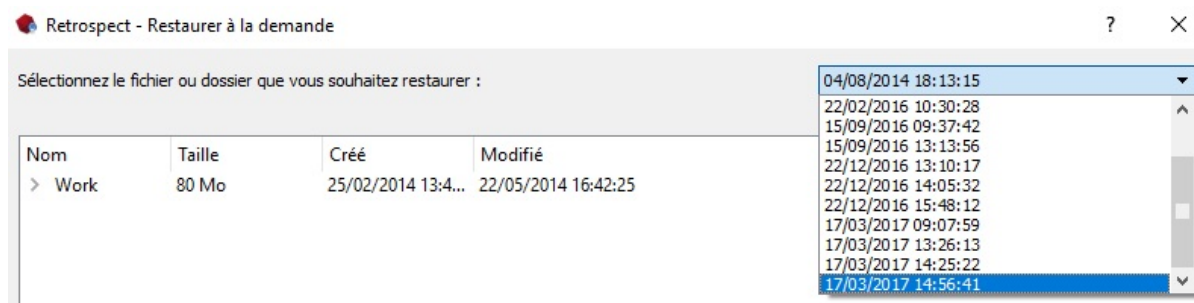 Retrospect - Restaurer à la demande ?
Sélectionnez le fichier ou dossier que vous souhaitez restaurer :
04/08/2014 18:13:15
22/02/2016 10:30:28
15/09/2016 09:37:42
15/09/2016 13:13:56
22/12/2016 13:10:17
22/12/2016 14:05:32
22/12/2016 15:48:12
17/03/2017 09:07:59
17/03/2017 13:26:13
17/03/2017 14:25:22
17/03/2017 14:56:41
Nom Taille Créé Modifié
Work 80 Mo 25/02/2014 13:4... 22/05/2014 16:42:25